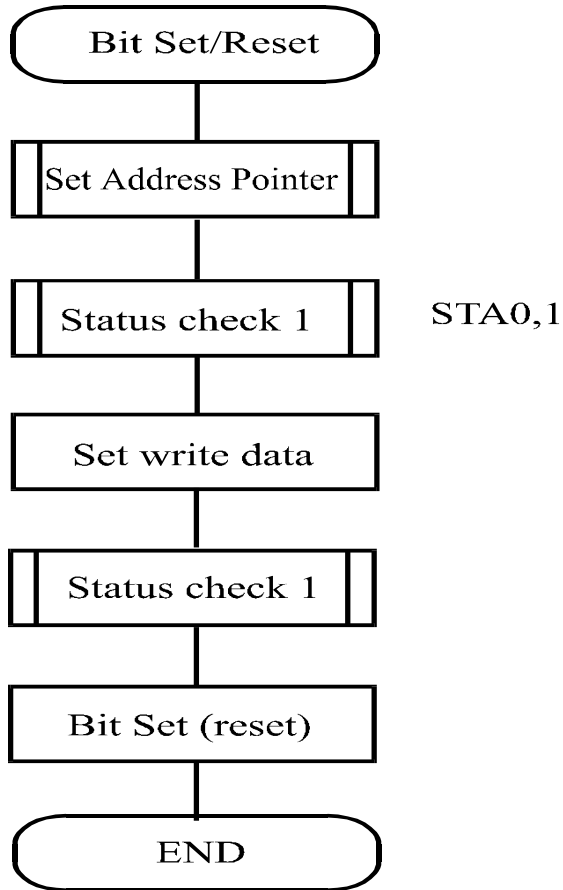 Bit Set/Reset
Set Address Pointer
Status check 1
STA0,1
Set write data
Status check 1
Bit Set (reset)
END